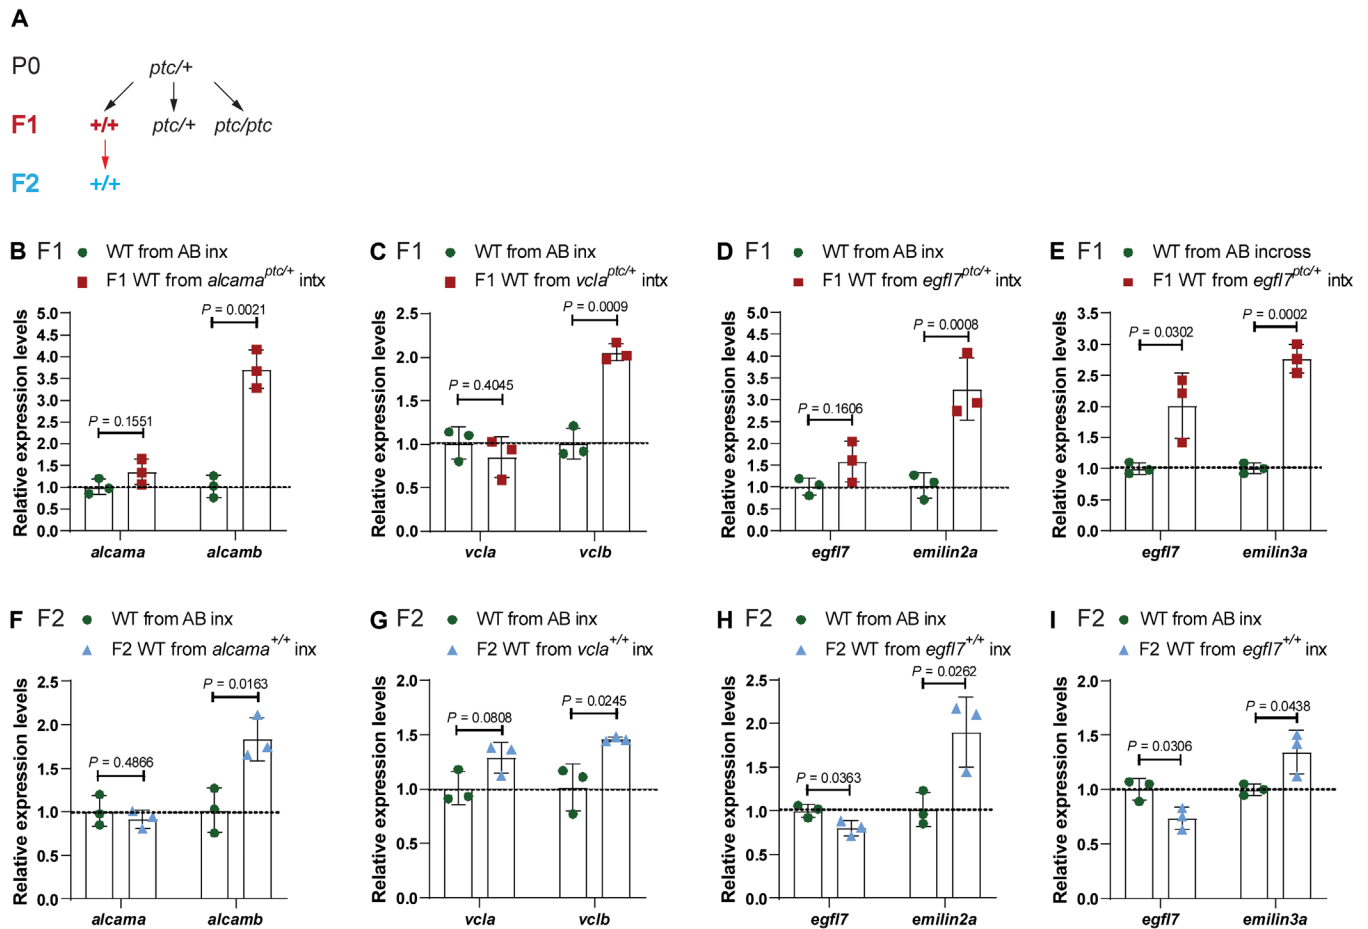 A
P0 ptc/+
F1 +/+ ptc/+ ptc/ptc
F2 +/+
B F1 WT from AB inx
F1 WT from alcama ptc/+ intx
Relative expression levels
5.0
4.5
4.0
3.5
3.0
2.5
2.0
1.5
1.0
0.5
0.0
P = 0.1551
P = 0.0021
alcama alcamb
C F1 WT from AB inx
F1 WT from vcla ptc/+ intx
Relative expression levels
2.5
2.0
1.5
1.0
0.5
0.0
P = 0.4045
P = 0.0009
vcla vclb
D F1 WT from AB inx
F1 WT from egfl7 ptc/+ intx
Relative expression levels
5.0
4.5
4.0
3.5
3.0
2.5
2.0
1.5
1.0
0.5
0.0
P = 0.1606
P = 0.0008
egfl7 emilin2a
E F1 WT from AB incross
F1 WT from egfl7 ptc/+ intx
Relative expression levels
3.5
3.0
2.5
2.0
1.5
1.0
0.5
0.0
P = 0.0302
P = 0.0002
egfl7 emilin3a
F F2 WT from AB inx
F2 WT from alcama +/+ inx
Relative expression levels
2.5
2.0
1.5
1.0
0.5
0.0
P = 0.4866
P = 0.0163
alcama alcamb
G F2 WT from AB inx
F2 WT from vcla +/+ inx
Relative expression levels
2.0
1.5
1.0
0.5
0.0
P = 0.0808
P = 0.0245
vcla vclb
H F2 WT from AB inx
F2 WT from egfl7 +/+ inx
Relative expression levels
2.5
2.0
1.5
1.0
0.5
0.0
P = 0.0363
P = 0.0262
egfl7 emilin2a
I F2 WT from AB inx
F2 WT from egfl7 +/+ inx
Relative expression levels
2.0
1.5
1.0
0.5
0.0
P = 0.0306
P = 0.0438
egfl7 emilin3a